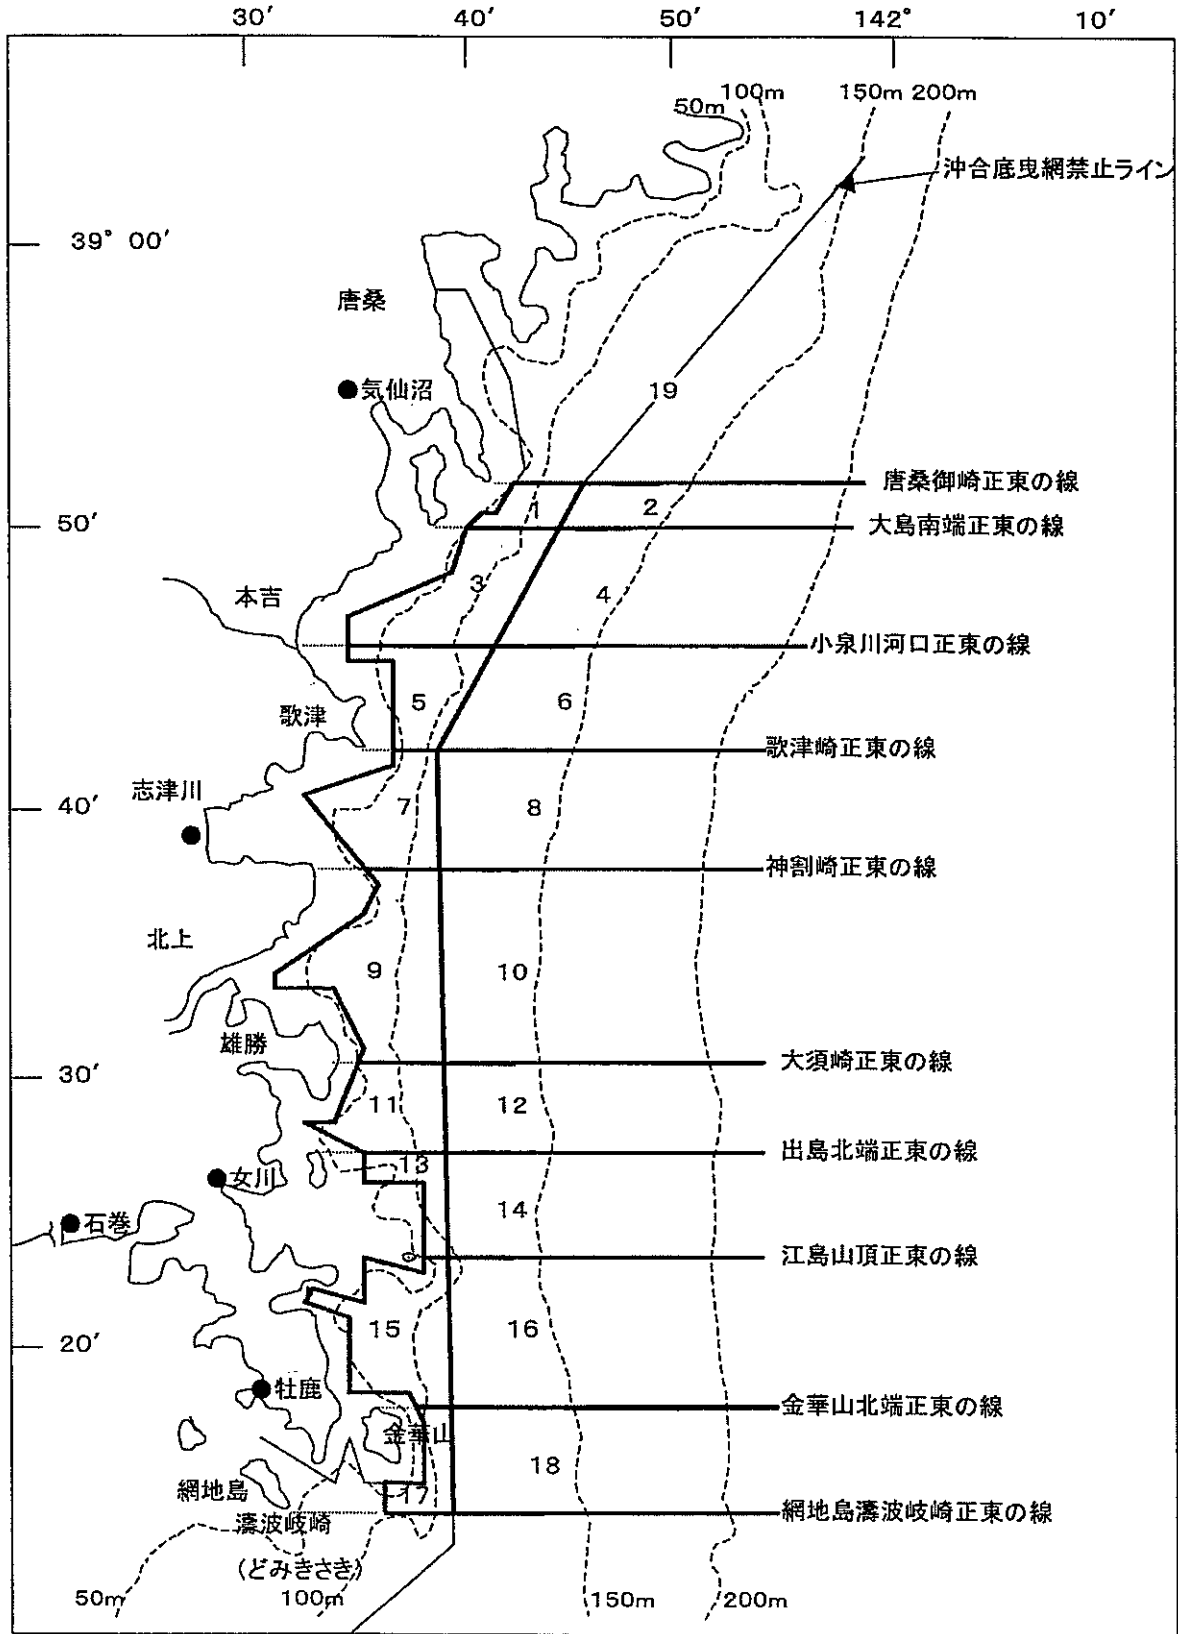 30′ 40′ 50′ 142° 10′
50m 100m 150m 200m
沖合底曳網禁止ライン
39° 00′
唐桑
気仙沼
19
唐桑御崎正東の線
1 2
50′
大島南端正東の線
3 4
本吉
小泉川河口正東の線
5 6
歌津
歌津崎正東の線
志津川
40′
7 8
神割崎正東の線
北上
9 10
雄勝
大須崎正東の線
30′
11 12
出島北端正東の線
13
女川
14
石巻
江島山頂正東の線
15 16
20′
牡鹿
金華山北端正東の線
金華山
18
網地島
17
濤波岐崎
網地島濤波岐崎正東の線
(どみきさき)
50m 100m 150m 200m